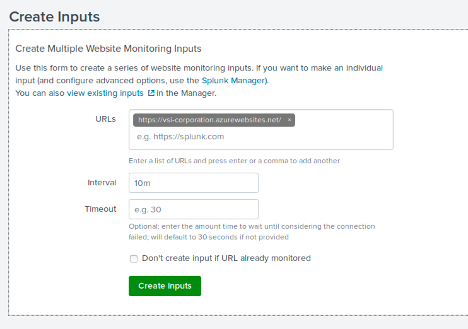 Create Inputs
Create Multiple Website Monitoring Inputs
Use this form to create a series of website monitoring inputs. If you want to make an individual
input (and configure advanced options, use the Splunk Manager).
You can also view existing inputs in the Manager.
URLs
https://vsi-corporation.azurewebsites.net/ ×
e.g. https://splunk.com
Enter a list of URLs and press enter or a comma to add another
Interval
10m
Timeout
e.g. 30
Optional: enter the amount time to wait until considering the connection
failed; will default to 30 seconds if not provided
Don't create input if URL already monitored
Create Inputs